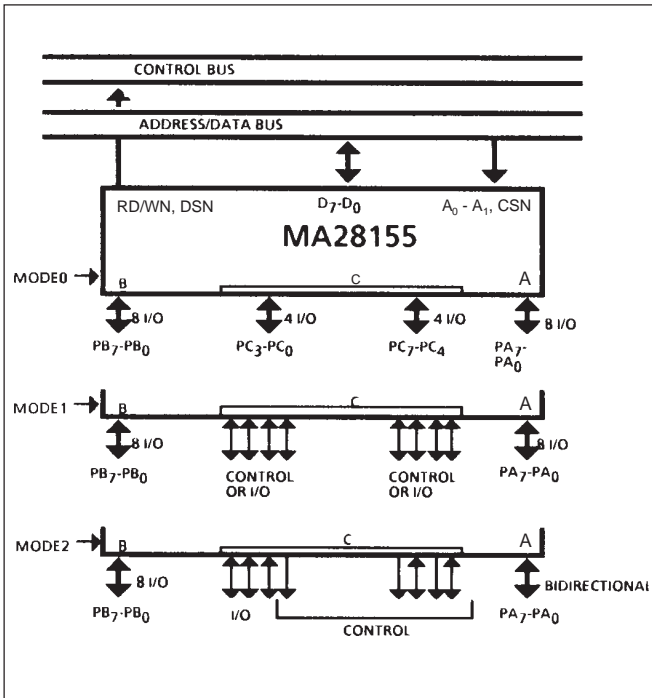 CONTROL BUS
ADDRESS/DATA BUS
RD/WN, DSN
D7-D0
A0 - A1, CSN
MA28155
MODE0
B
C
A
8 I/O
4 I/O
4 I/O
8 I/O
PB7-PB0
PC3-PC0
PC7-PC4
PA7-
PA0
MODE1
B
C
A
8 I/O
8 I/O
PB7-PB0
CONTROL
OR I/O
CONTROL
OR I/O
PA7-PA0
MODE2
B
C
A
8 I/O
BIDIRECTIONAL
PB7-PB0
I/O
CONTROL
PA7-PA0